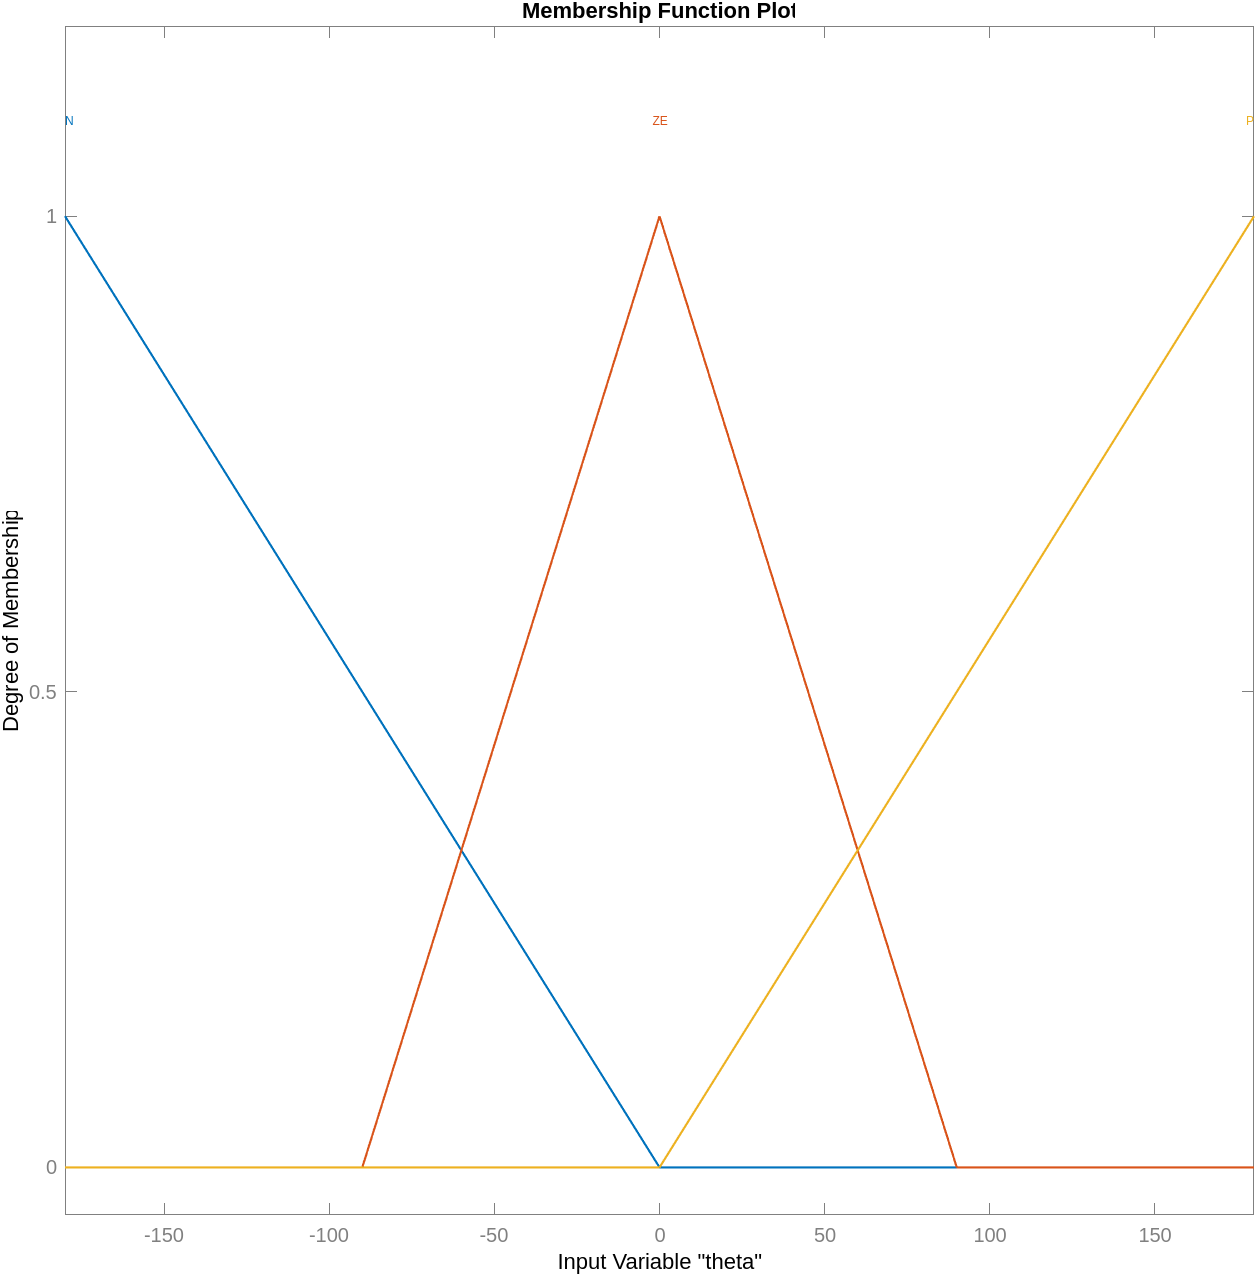 Membership Function Plot
N
ZE
P
1
0.5
0
Degree of Membership
-150
-100
-50
0
50
100
150
Input Variable "theta"